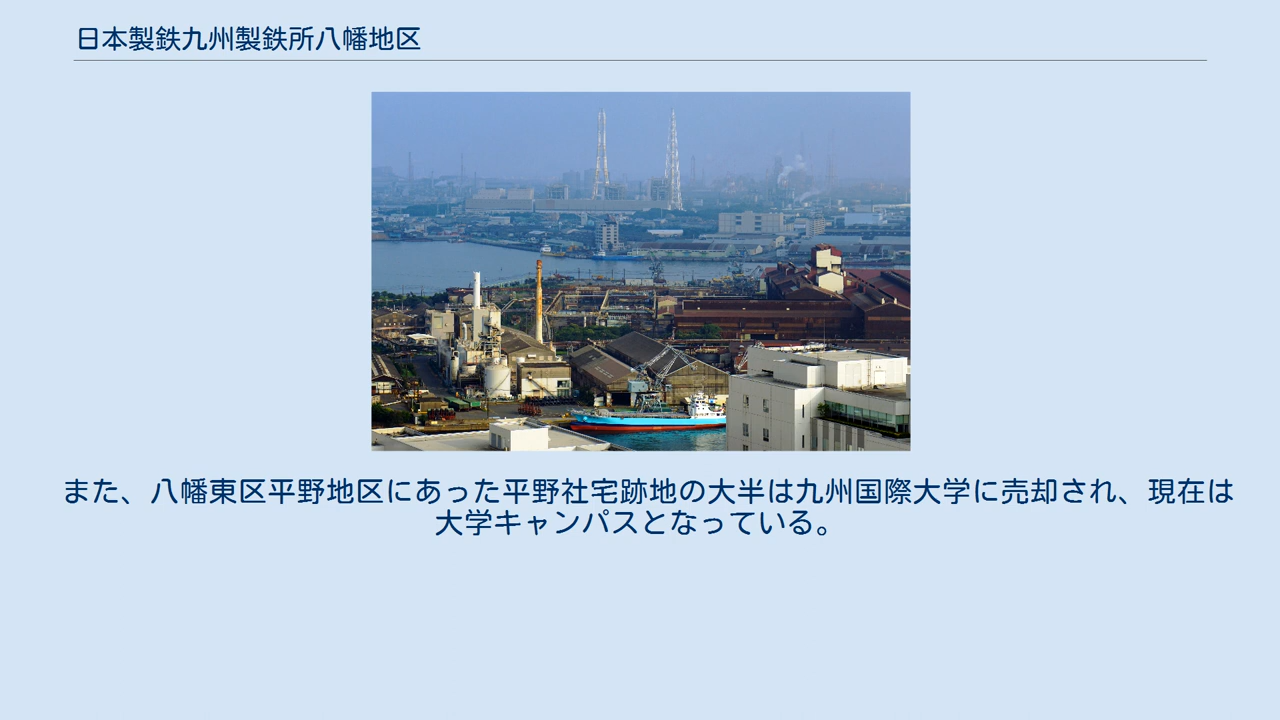 日本製鉄九州製鉄所八幡地区
また、八幡東区平野地区にあった平野社宅跡地の大半は九州国際大学に売却され、現在は
大学キャンパスとなっている。